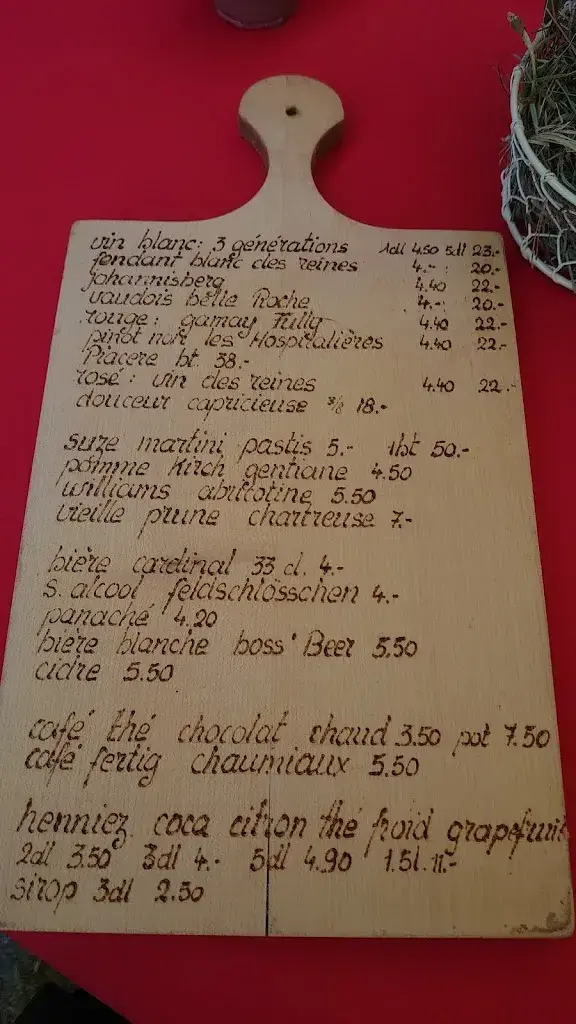 vin blanc: 3 générations 1dl 4.50 5dl 23.-
fendant blanc des reines 4.- : 20.-
johannisberg 4.40 22.-
vaudois belle Roche 4.- 20.-
rouge: gamay Fully 4.40 22.-
pinot noir les Hospitalières 4.40 22.-
Piacere bt. 38.-
rosé: vin des reines 4.40 22.-
douceur capricieuse 3/8 18.-
suze martini pastis 5.- 1bt 50.-
pomme kirch gentiane 4.50
williams abricotine 5.50
vieille prune chartreuse 7.-
bière cardinal 33 cl. 4.-
s. alcool feldschlösschen 4.-
panaché 4.20
bière blanche boss' Beer 5.50
cidre 5.50
café thé chocolat chaud 3.50 pot 7.50
café fertig chaumiaux 5.50
henniez coca citron thé froid grapefruit
2dl 3.50 3dl 4.- 5dl 4.90 1.5l. 11.-
sirop 3dl 2.50